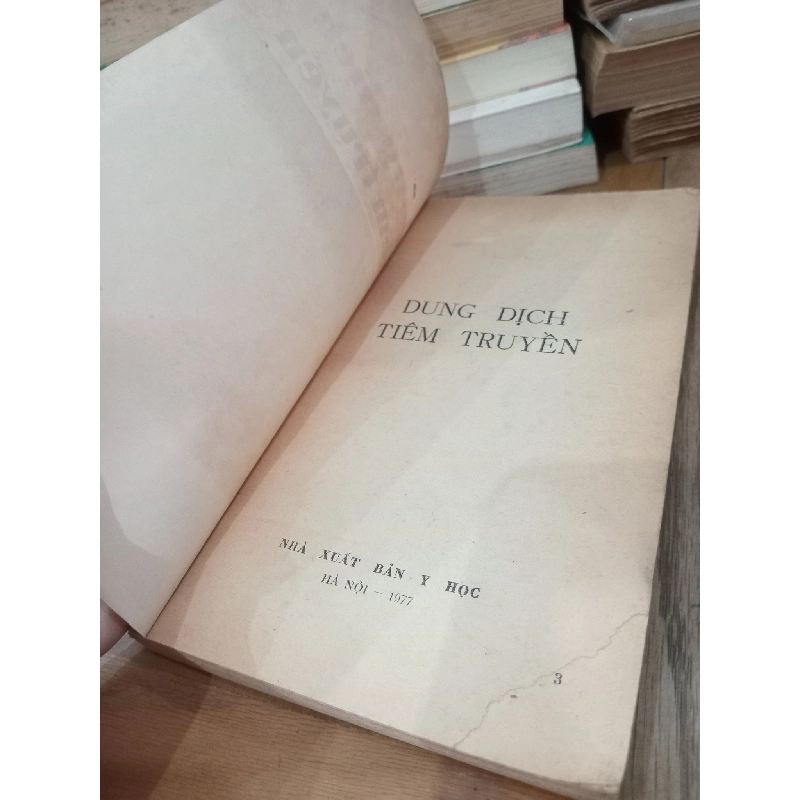 DUNG DỊCH
TIÊM TRUYỀN
NHÀ XUẤT BẢN Y HỌC
HÀ NỘI - 1977
3